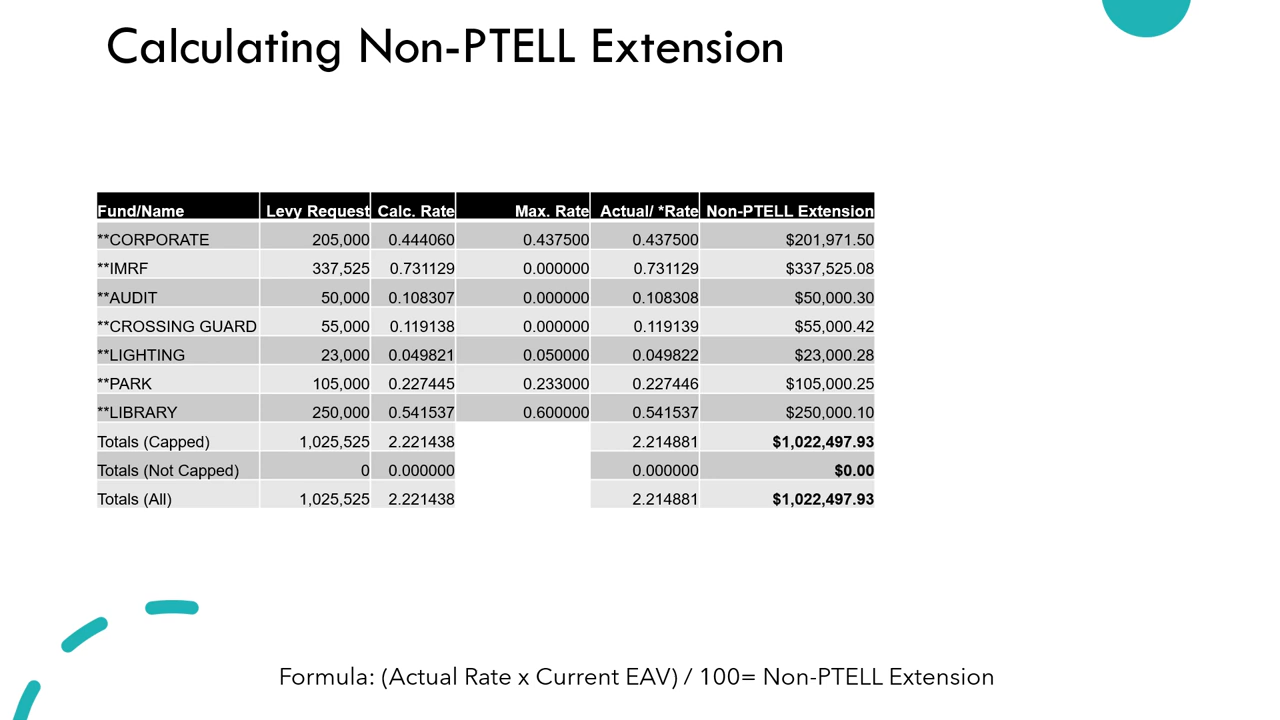 Calculating Non-PTELL Extension
Fund/Name Levy Request Calc. Rate Max. Rate Actual/ *Rate Non-PTELL Extension
**CORPORATE 205,000 0.444060 0.437500 0.437500 $201,971.50
**IMRF 337,525 0.731129 0.000000 0.731129 $337,525.08
**AUDIT 50,000 0.108307 0.000000 0.108308 $50,000.30
**CROSSING GUARD 55,000 0.119138 0.000000 0.119139 $55,000.42
**LIGHTING 23,000 0.049821 0.050000 0.049822 $23,000.28
**PARK 105,000 0.227445 0.233000 0.227446 $105,000.25
**LIBRARY 250,000 0.541537 0.600000 0.541537 $250,000.10
Totals (Capped) 1,025,525 2.221438 2.214881 $1,022,497.93
Totals (Not Capped) 0 0.000000 0.000000 $0.00
Totals (All) 1,025,525 2.221438 2.214881 $1,022,497.93
Formula: (Actual Rate x Current EAV) / 100= Non-PTELL Extension